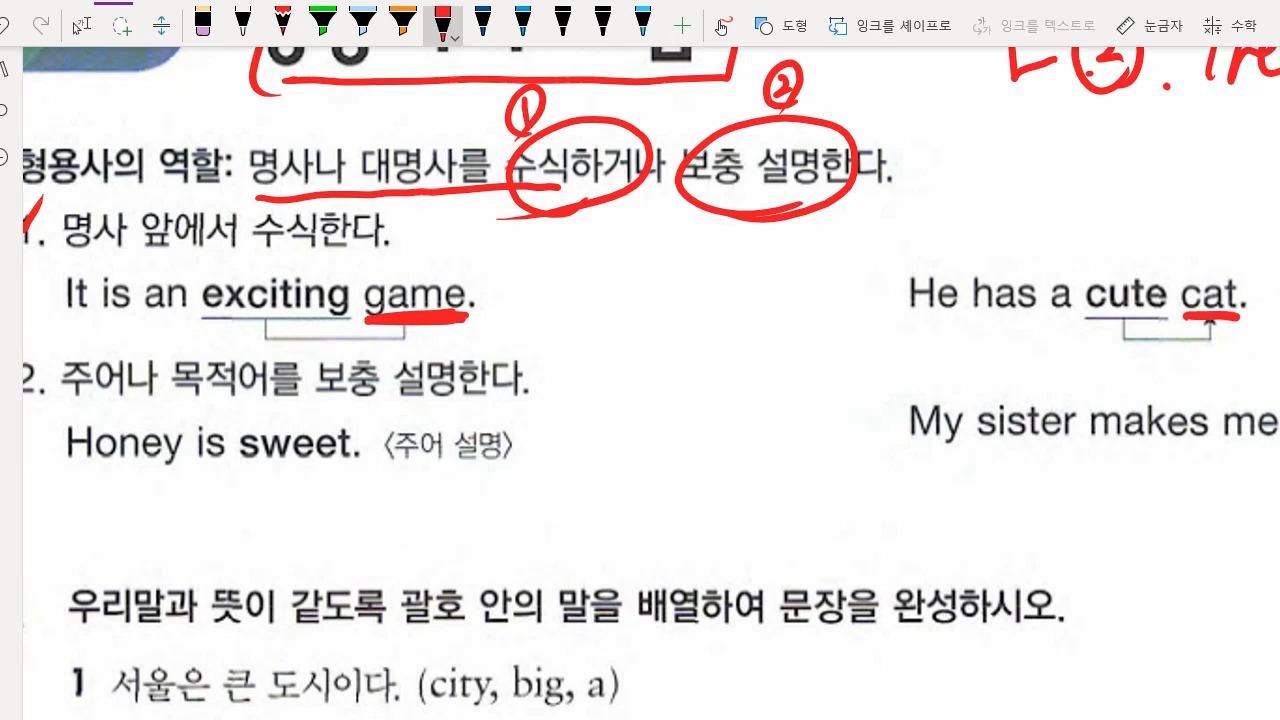 도형 잉크를 셰이프로 잉크를 텍스트로 눈금자 수학
② .
① ②
형용사의 역할: 명사나 대명사를 수식하거나 보충 설명한다.
1. 명사 앞에서 수식한다.
It is an exciting game. He has a cute cat.
2. 주어나 목적어를 보충 설명한다.
Honey is sweet. 〈주어 설명〉 My sister makes me
우리말과 뜻이 같도록 괄호 안의 말을 배열하여 문장을 완성하시오.
1 서울은 큰 도시이다. (city, big, a)